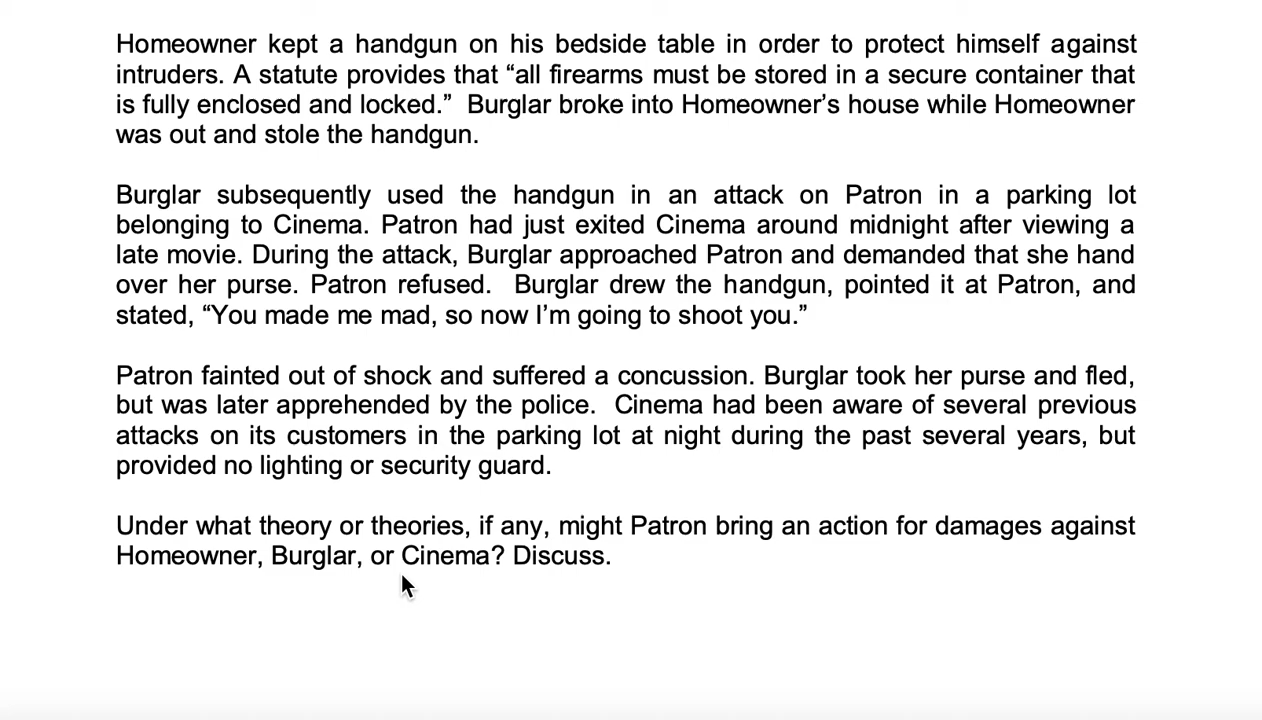 Homeowner kept a handgun on his bedside table in order to protect himself against
intruders. A statute provides that “all firearms must be stored in a secure container that
is fully enclosed and locked.”  Burglar broke into Homeowner’s house while Homeowner
was out and stole the handgun.
Burglar subsequently used the handgun in an attack on Patron in a parking lot
belonging to Cinema. Patron had just exited Cinema around midnight after viewing a
late movie. During the attack, Burglar approached Patron and demanded that she hand
over her purse. Patron refused.  Burglar drew the handgun, pointed it at Patron, and
stated, “You made me mad, so now I’m going to shoot you.”
Patron fainted out of shock and suffered a concussion. Burglar took her purse and fled,
but was later apprehended by the police.  Cinema had been aware of several previous
attacks on its customers in the parking lot at night during the past several years, but
provided no lighting or security guard.
Under what theory or theories, if any, might Patron bring an action for damages against
Homeowner, Burglar, or Cinema? Discuss.